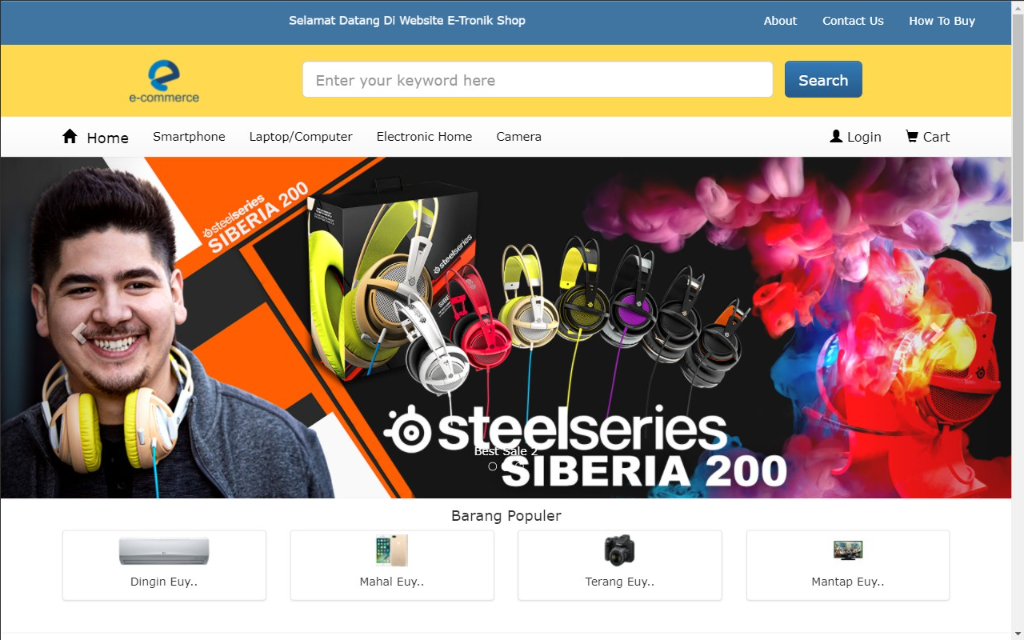 Selamat Datang Di Website E-Tronik Shop
About Contact Us How To Buy
e-commerce
Enter your keyword here
Search
Home Smartphone Laptop/Computer Electronic Home Camera
Login Cart
steelseries
SIBERIA 200
steelseries
steelseries
Best Sale 2
SIBERIA 200
Barang Populer
Dingin Euy..
Mahal Euy..
Terang Euy..
Mantap Euy..